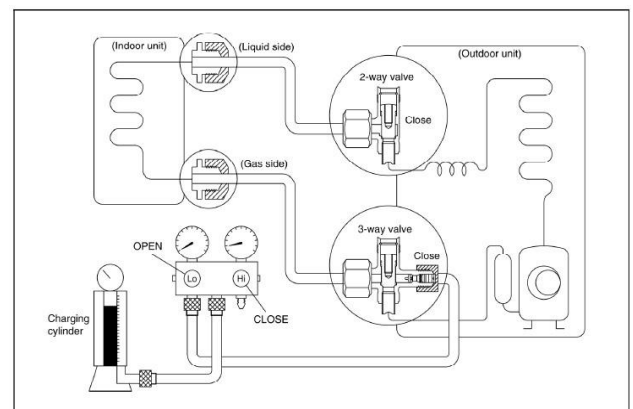 (Indoor unit)
(Liquid side)
(Outdoor unit)
2-way valve
Close
(Gas side)
3-way valve
Close
OPEN
Lo
Hi
CLOSE
Charging
cylinder